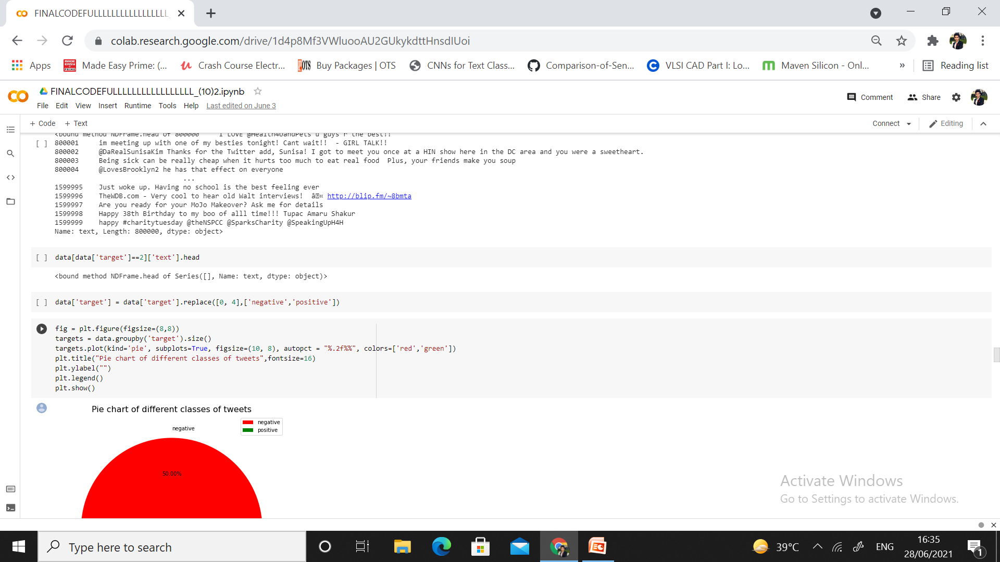 FINALCODEFULLLLLLLLLLLLLLLLL_
colab.research.google.com/drive/1d4p8Mf3VWluooAU2GUkykdttHnsdIUoi
Apps
Made Easy Prime: (...
Crash Course Electr...
Buy Packages | OTS
CNNs for Text Class...
Comparison-of-Sen...
VLSI CAD Part I: Lo...
Maven Silicon - Onl...
»
Reading list
FINALCODEFULLLLLLLLLLLLLLLLL_(10)2.ipynb
Comment
Share
File Edit View Insert Runtime Tools Help Last edited on June 3
+ Code + Text
Connect
Editing
<bound method NDFrame.head of 800000     I LOVE @Health4UandPets u guys r the best!!
[ ] 800001     im meeting up with one of my besties tonight! Cant wait!!  - GIRL TALK!!
800002     @DaRealSunisaKim Thanks for the Twitter add, Sunisa! I got to meet you once at a HIN show here in the DC area and you were a sweetheart.
800003     Being sick can be really cheap when it hurts too much to eat real food  Plus, your friends make you soup
800004     @LovesBrooklyn2 he has that effect on everyone
...
1599995    Just woke up. Having no school is the best feeling ever
1599996    TheWDB.com - Very cool to hear old Walt interviews!  â « http://blip.fm/~8bmta
1599997    Are you ready for your MoJo Makeover? Ask me for details
1599998    Happy 38th Birthday to my boo of alll time!!! Tupac Amaru Shakur
1599999    happy #charitytuesday @theNSPCC @SparksCharity @SpeakingUpH4H
Name: text, Length: 800000, dtype: object>
[ ] data[data['target']==2]['text'].head
<bound method NDFrame.head of Series([], Name: text, dtype: object)>
[ ] data['target'] = data['target'].replace([0, 4],['negative','positive'])
fig = plt.figure(figsize=(8,8))
targets = data.groupby('target').size()
targets.plot(kind='pie', subplots=True, figsize=(10, 8), autopct = "%.2f%%", colors=['red','green'])
plt.title("Pie chart of different classes of tweets",fontsize=16)
plt.ylabel("")
plt.legend()
plt.show()
Pie chart of different classes of tweets
negative
positive
negative
50.00%
Activate Windows
Go to Settings to activate Windows.
Type here to search
39°C
ENG
16:35
28/06/2021
1